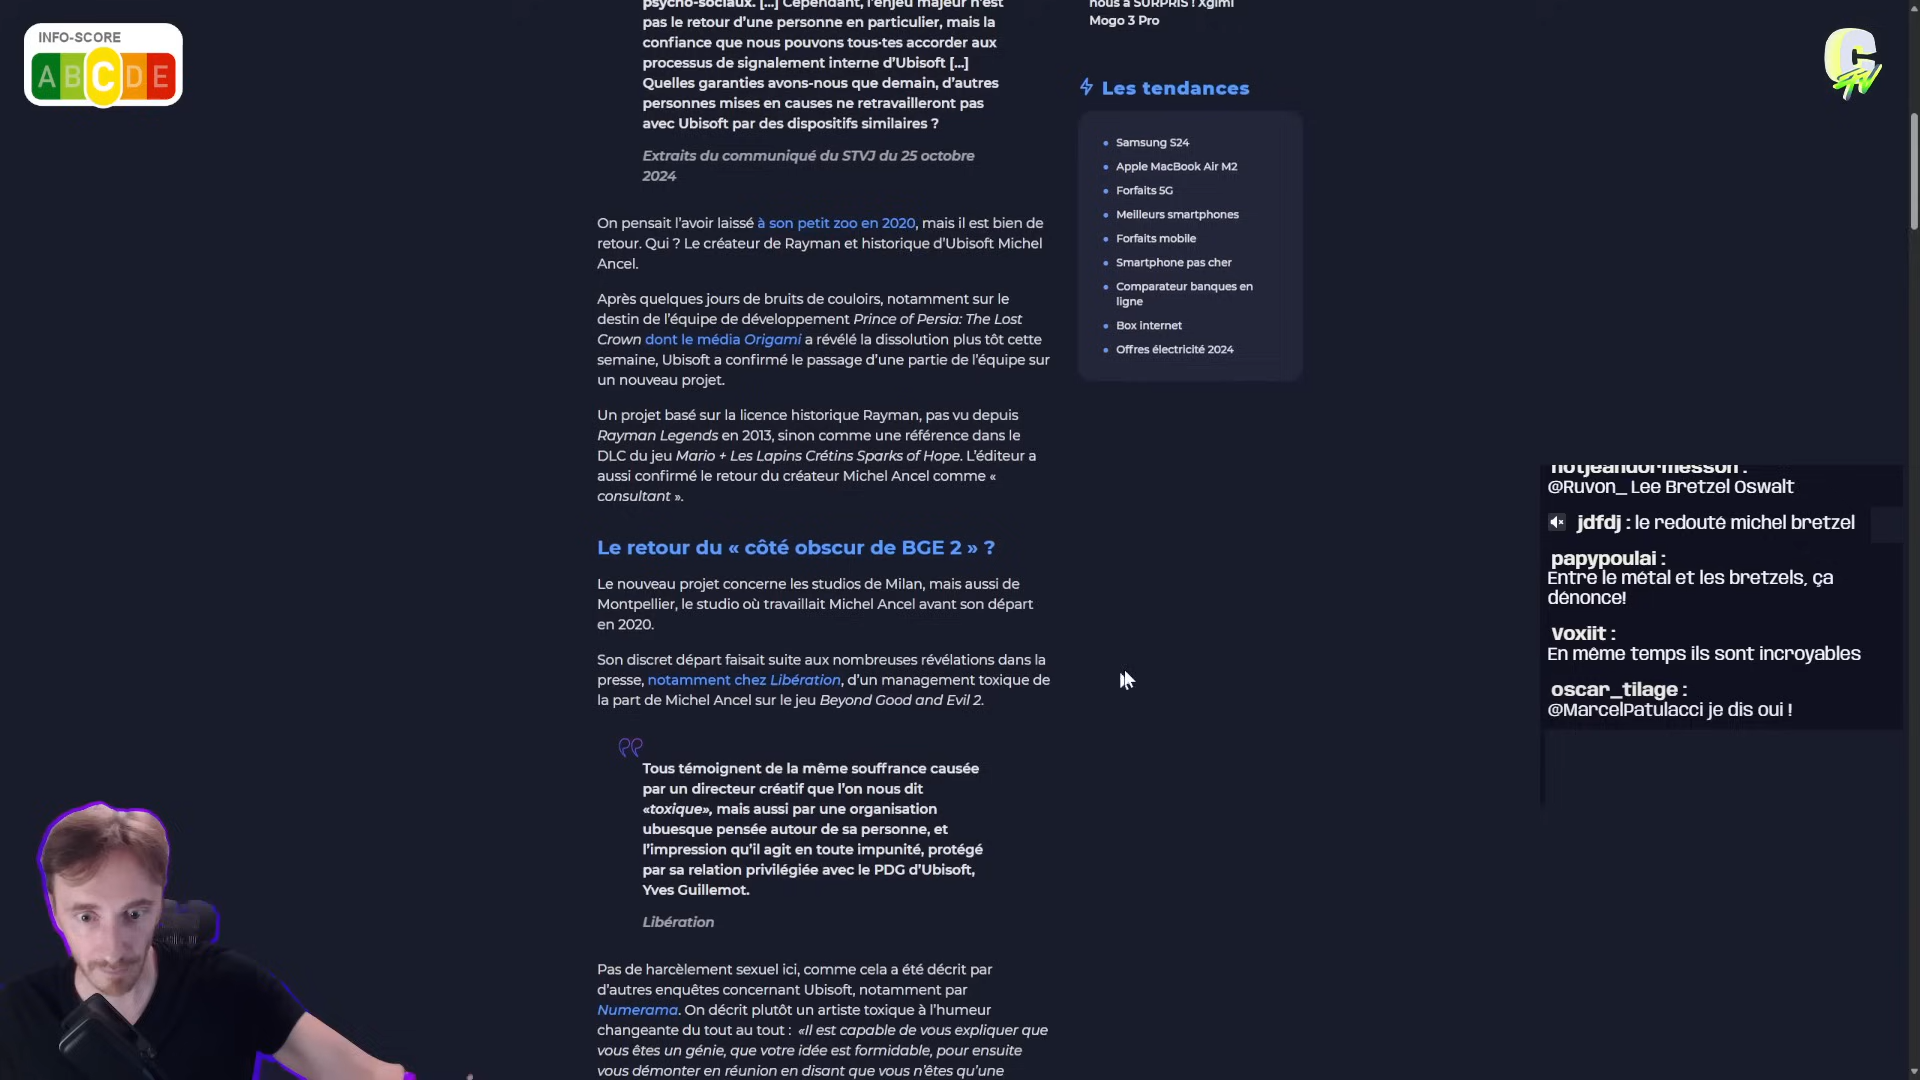 INFO-SCORE
A B C D E
psycho-sociaux. […] Cependant, l'enjeu majeur n'est
pas le retour d'une personne en particulier, mais la
confiance que nous pouvons tous·tes accorder aux
processus de signalement interne d'Ubisoft […]
Quelles garanties avons-nous que demain, d'autres
personnes mises en causes ne retravailleront pas
avec Ubisoft par des dispositifs similaires ?
Extraits du communiqué du STVJ du 25 octobre
2024
On pensait l'avoir laissé à son petit zoo en 2020, mais il est bien de
retour. Qui ? Le créateur de Rayman et historique d'Ubisoft Michel
Ancel.
Après quelques jours de bruits de couloirs, notamment sur le
destin de l'équipe de développement Prince of Persia: The Lost
Crown dont le média Origami a révélé la dissolution plus tôt cette
semaine, Ubisoft a confirmé le passage d'une partie de l'équipe sur
un nouveau projet.
Un projet basé sur la licence historique Rayman, pas vu depuis
Rayman Legends en 2013, sinon comme une référence dans le
DLC du jeu Mario + Les Lapins Crétins Sparks of Hope. L'éditeur a
aussi confirmé le retour du créateur Michel Ancel comme «
consultant ».
Le retour du « côté obscur de BGE 2 » ?
Le nouveau projet concerne les studios de Milan, mais aussi de
Montpellier, le studio où travaillait Michel Ancel avant son départ
en 2020.
Son discret départ faisait suite aux nombreuses révélations dans la
presse, notamment chez Libération, d'un management toxique de
la part de Michel Ancel sur le jeu Beyond Good and Evil 2.
Tous témoignent de la même souffrance causée
par un directeur créatif que l'on nous dit
«toxique», mais aussi par une organisation
ubuesque pensée autour de sa personne, et
l'impression qu'il agit en toute impunité, protégé
par sa relation privilégiée avec le PDG d'Ubisoft,
Yves Guillemot.
Libération
Pas de harcèlement sexuel ici, comme cela a été décrit par
d'autres enquêtes concernant Ubisoft, notamment par
Numerama. On décrit plutôt un artiste toxique à l'humeur
changeante du tout au tout : «Il est capable de vous expliquer que
vous êtes un génie, que votre idée est formidable, pour ensuite
vous démonter en réunion en disant que vous n'êtes qu'une
nous a SURPRIS ! Xgimi
Mogo 3 Pro
Les tendances
Samsung S24
Apple MacBook Air M2
Forfaits 5G
Meilleurs smartphones
Forfaits mobile
Smartphone pas cher
Comparateur banques en
ligne
Box internet
Offres électricité 2024
C TV
notjeandormesson :
@Ruvon_ Lee Bretzel Oswalt
jdfdj : le redouté michel bretzel
papypoulai :
Entre le métal et les bretzels, ça
dénonce!
Voxiit :
En même temps ils sont incroyables
oscar_tilage :
@MarcelPatulacci je dis oui !